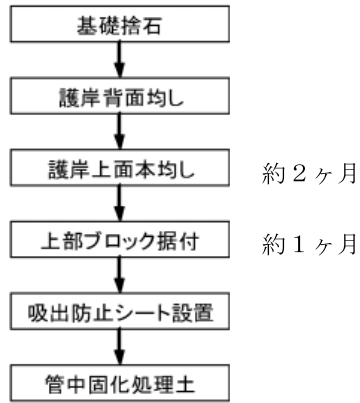 基礎捨石
護岸背面均し
護岸上面本均し 約２ヶ月
上部ブロック据付 約１ヶ月
吸出防止シート設置
管中固化処理土